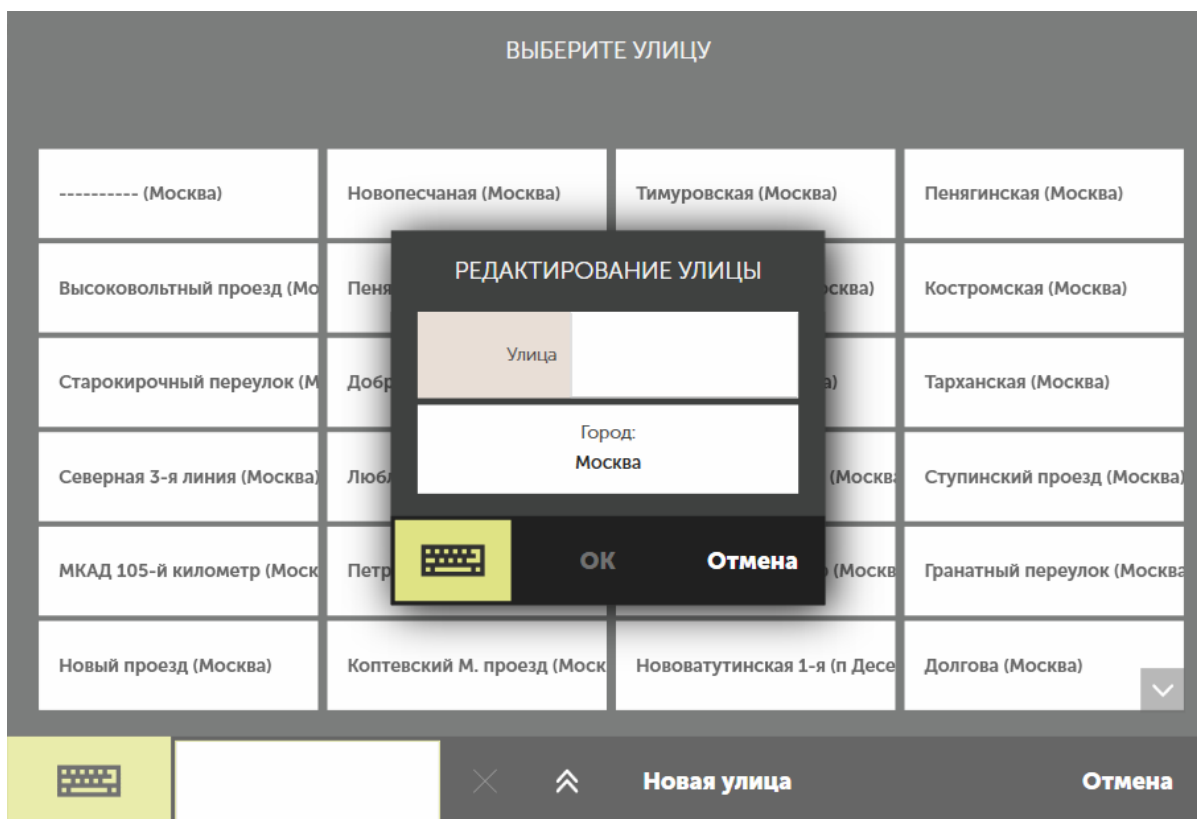 ВЫБЕРИТЕ УЛИЦУ
---------- (Москва) Новопесчаная (Москва) Тимуровская (Москва) Пенягинская (Москва)
РЕДАКТИРОВАНИЕ УЛИЦЫ
Высоковольтный проезд (Мо Костромская (Москва)
Улица
Старокирочный переулок (М Тарханская (Москва)
Город:
Москва
Северная 3-я линия (Москва) (Москва Ступинский проезд (Москва)
МКАД 105-й километр (Моск ОК Отмена (Москв Гранатный переулок (Москва
Новый проезд (Москва) Коптевский М. проезд (Моск Нововатутинская 1-я (п Десе Долгова (Москва)
Новая улица Отмена